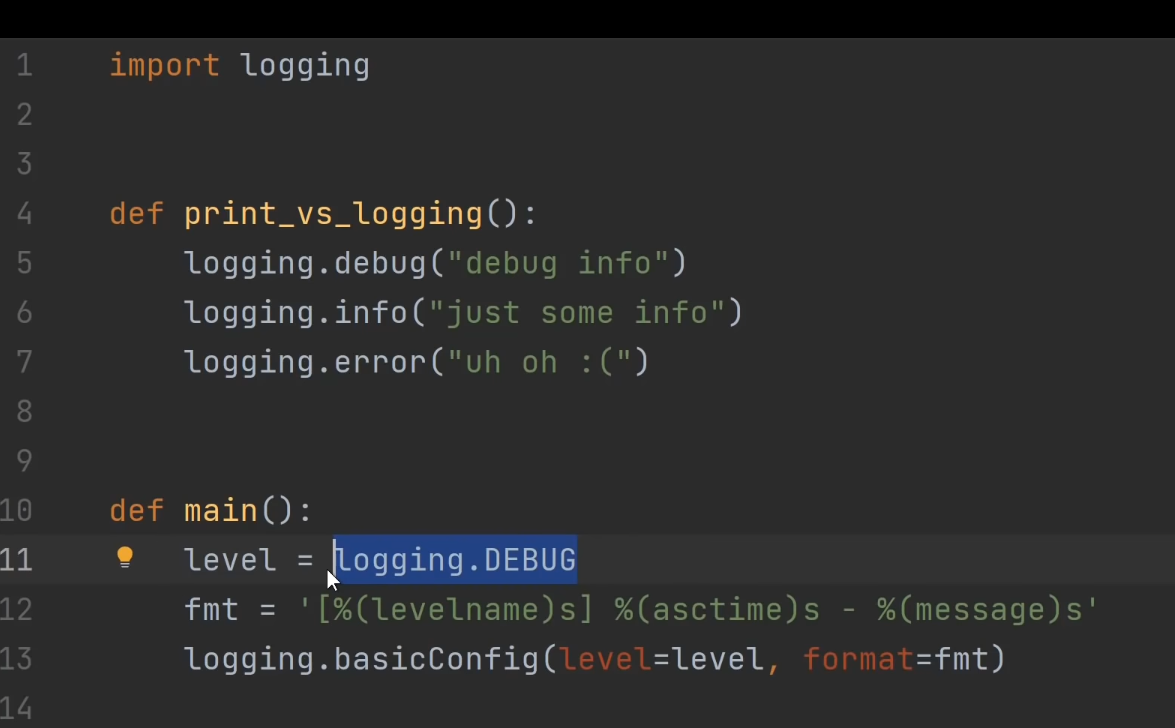 1 import logging
2
3
4 def print_vs_logging():
5     logging.debug("debug info")
6     logging.info("just some info")
7     logging.error("uh oh :(")
8
9
10 def main():
11     level = logging.DEBUG
12     fmt = '[%(levelname)s] %(asctime)s - %(message)s'
13     logging.basicConfig(level=level, format=fmt)
14